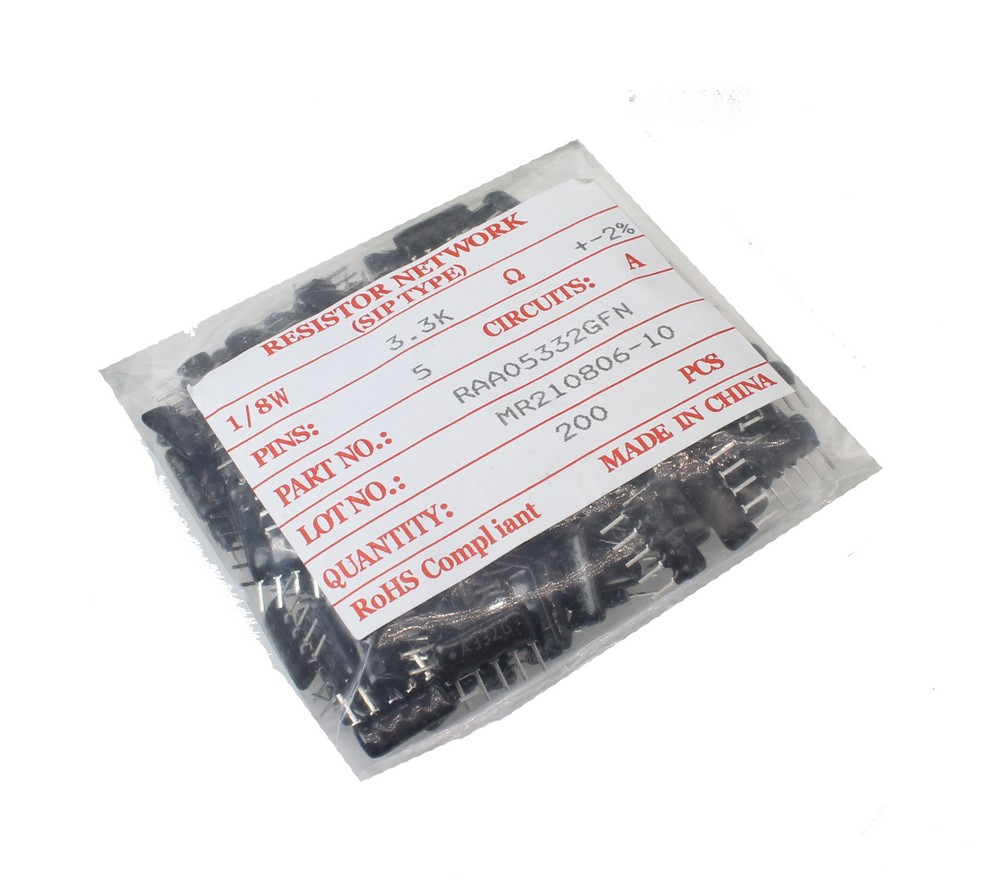 RESISTOR NETWORK
(SIP TYPE)
1/8W 3.3K Ω +-2%
PINS: 5 CIRCUITS: A
PART NO.: RAA05332GFN
LOT NO.: MR210806-10
QUANTITY: 200 PCS
RoHS Compliant MADE IN CHINA